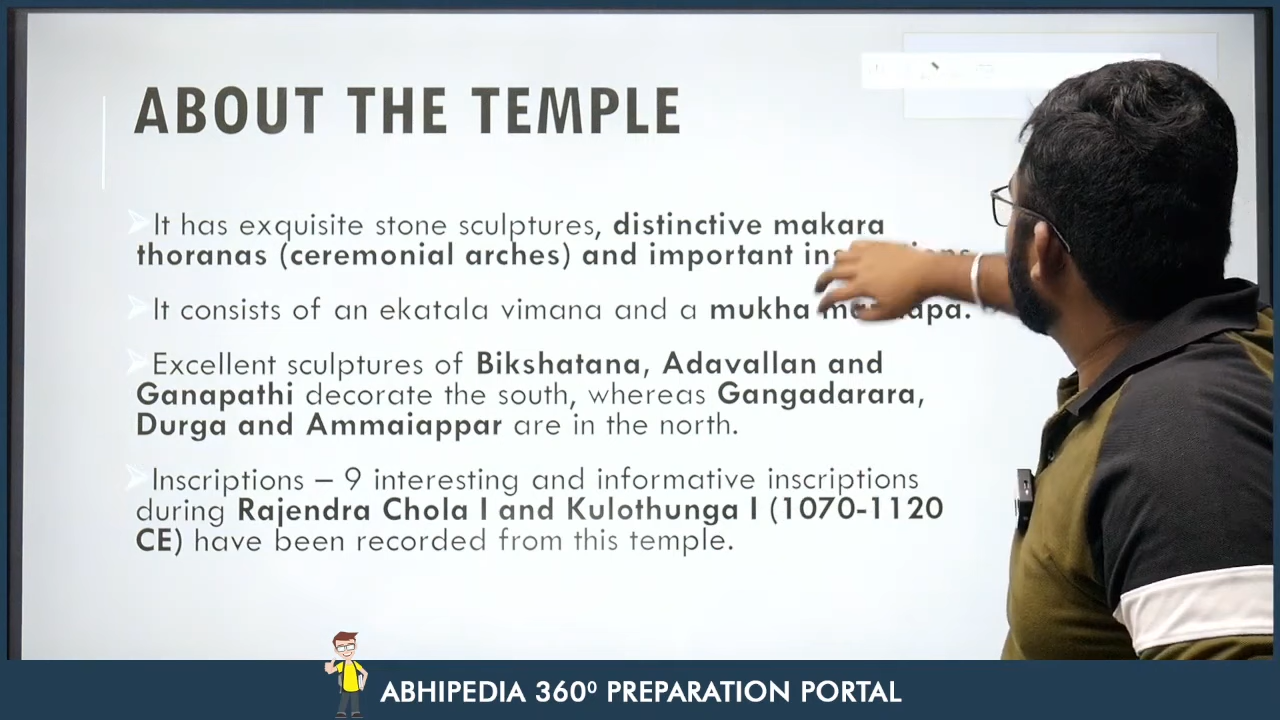 ABOUT THE TEMPLE
It has exquisite stone sculptures, distinctive makara
thoranas (ceremonial arches) and important
It consists of an ekatala vimana and a mukha
Excellent sculptures of Bikshatana, Adavallan and
Ganapathi decorate the south, whereas Gangadarara,
Durga and Ammaiappar are in the north.
Inscriptions – 9 interesting and informative inscriptions
during Rajendra Chola I and Kulothunga I (1070-1120
CE) have been recorded from this temple.
ABHIPEDIA 360⁰ PREPARATION PORTAL